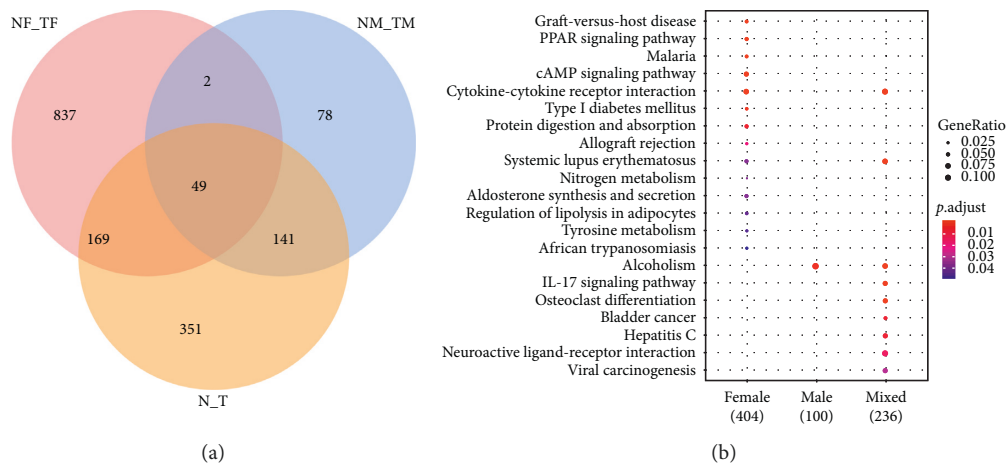 NF_TF
NM_TM
837
2
78
49
169
141
351
N_T
(a)
Graft-versus-host disease
PPAR signaling pathway
Malaria
cAMP signaling pathway
Cytokine-cytokine receptor interaction
Type I diabetes mellitus
Protein digestion and absorption
Allograft rejection
Systemic lupus erythematosus
Nitrogen metabolism
Aldosterone synthesis and secretion
Regulation of lipolysis in adipocytes
Tyrosine metabolism
African trypanosomiasis
Alcoholism
IL-17 signaling pathway
Osteoclast differentiation
Bladder cancer
Hepatitis C
Neuroactive ligand-receptor interaction
Viral carcinogenesis
Female
(404)
Male
(100)
Mixed
(236)
GeneRatio
0.025
0.050
0.075
0.100
p.adjust
0.01
0.02
0.03
0.04
(b)